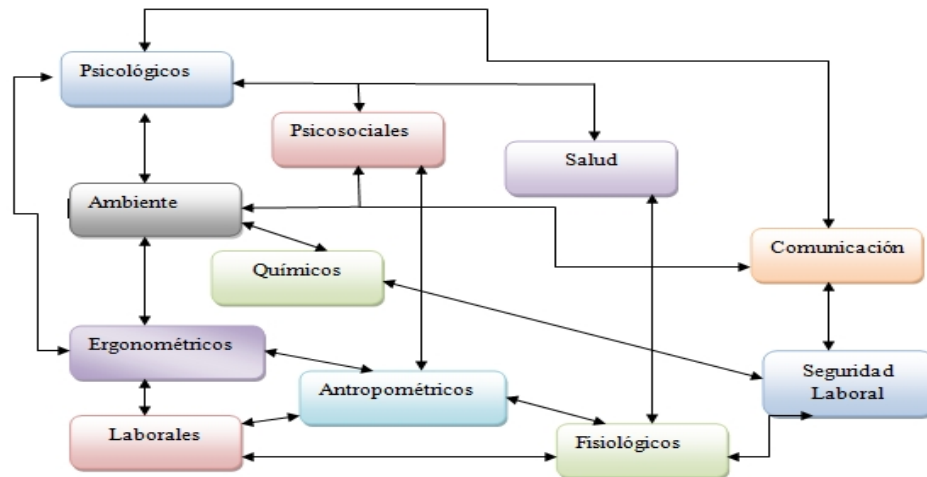 Psicológicos
Psicosociales
Salud
Ambiente
Químicos
Comunicación
Ergonométricos
Antropométricos
Seguridad
Laboral
Laborales
Fisiológicos